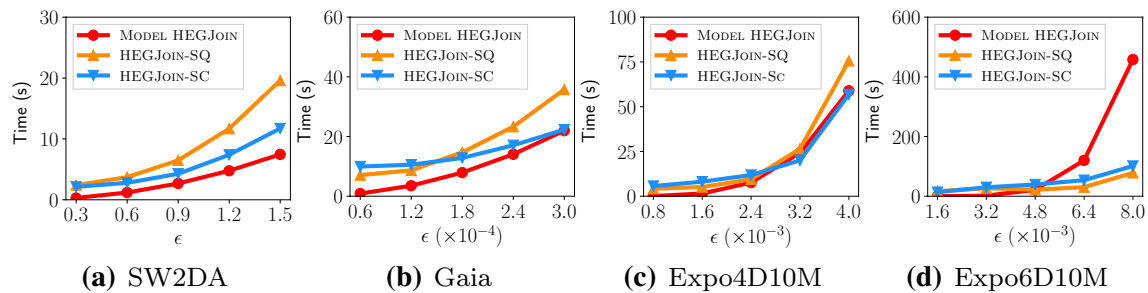 Time (s)
30
20
10
0
MODEL HEGJOIN
HEGJOIN-SQ
HEGJOIN-SC
0.3 0.6 0.9 1.2 1.5
ϵ
(a) SW2DA
Time (s)
60
40
20
0
MODEL HEGJOIN
HEGJOIN-SQ
HEGJOIN-SC
0.6 1.2 1.8 2.4 3.0
ϵ (×10⁻⁴)
(b) Gaia
Time (s)
100
75
50
25
0
MODEL HEGJOIN
HEGJOIN-SQ
HEGJOIN-SC
0.8 1.6 2.4 3.2 4.0
ϵ (×10⁻³)
(c) Expo4D10M
Time (s)
600
400
200
0
MODEL HEGJOIN
HEGJOIN-SQ
HEGJOIN-SC
1.6 3.2 4.8 6.4 8.0
ϵ (×10⁻³)
(d) Expo6D10M